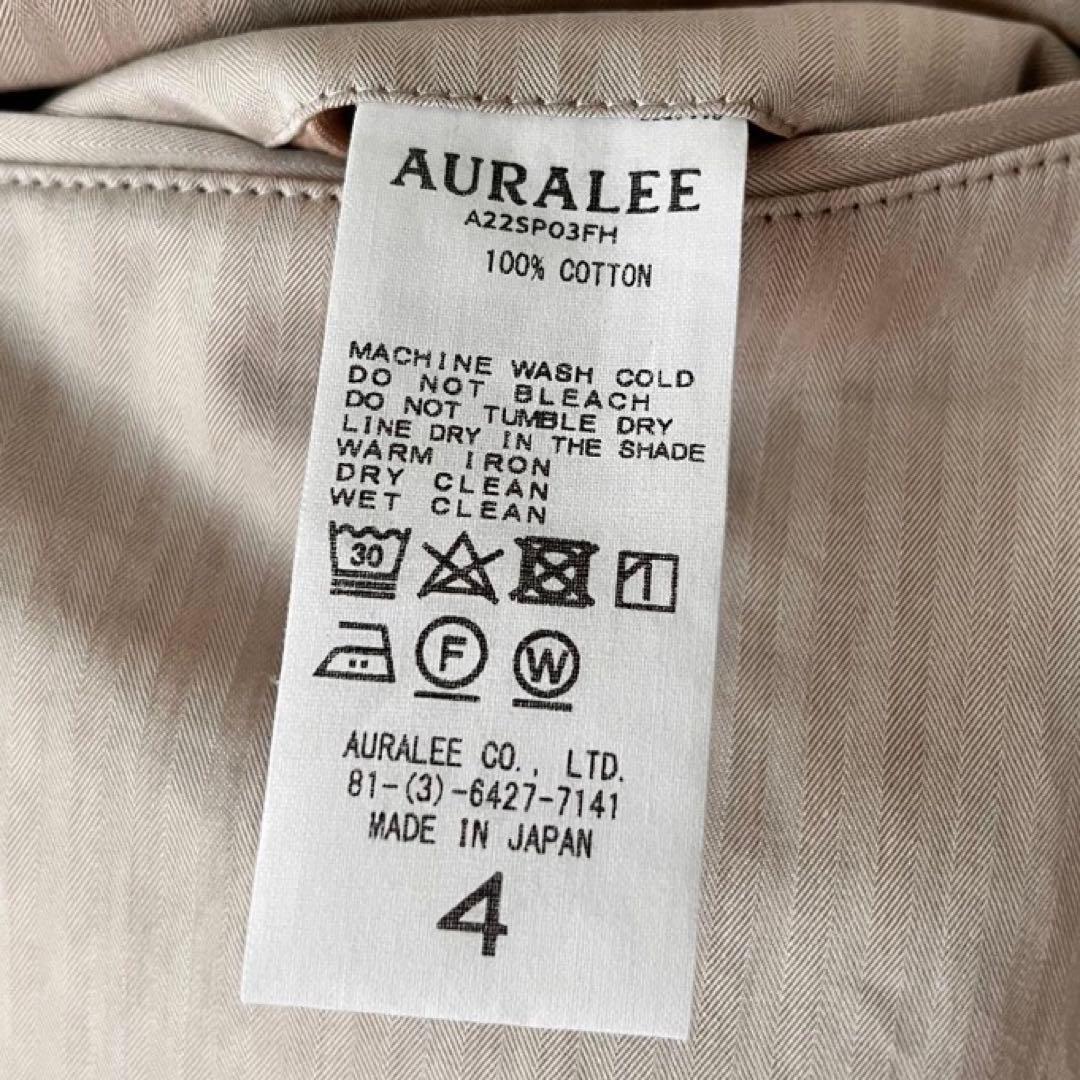 AURALEE
A22SP03FH
100% COTTON
MACHINE WASH COLD
DO NOT BLEACH
DO NOT TUMBLE DRY
LINE DRY IN THE SHADE
WARM IRON
DRY CLEAN
WET CLEAN
30
F W
AURALEE CO., LTD.
81-(3)-6427-7141
MADE IN JAPAN
4